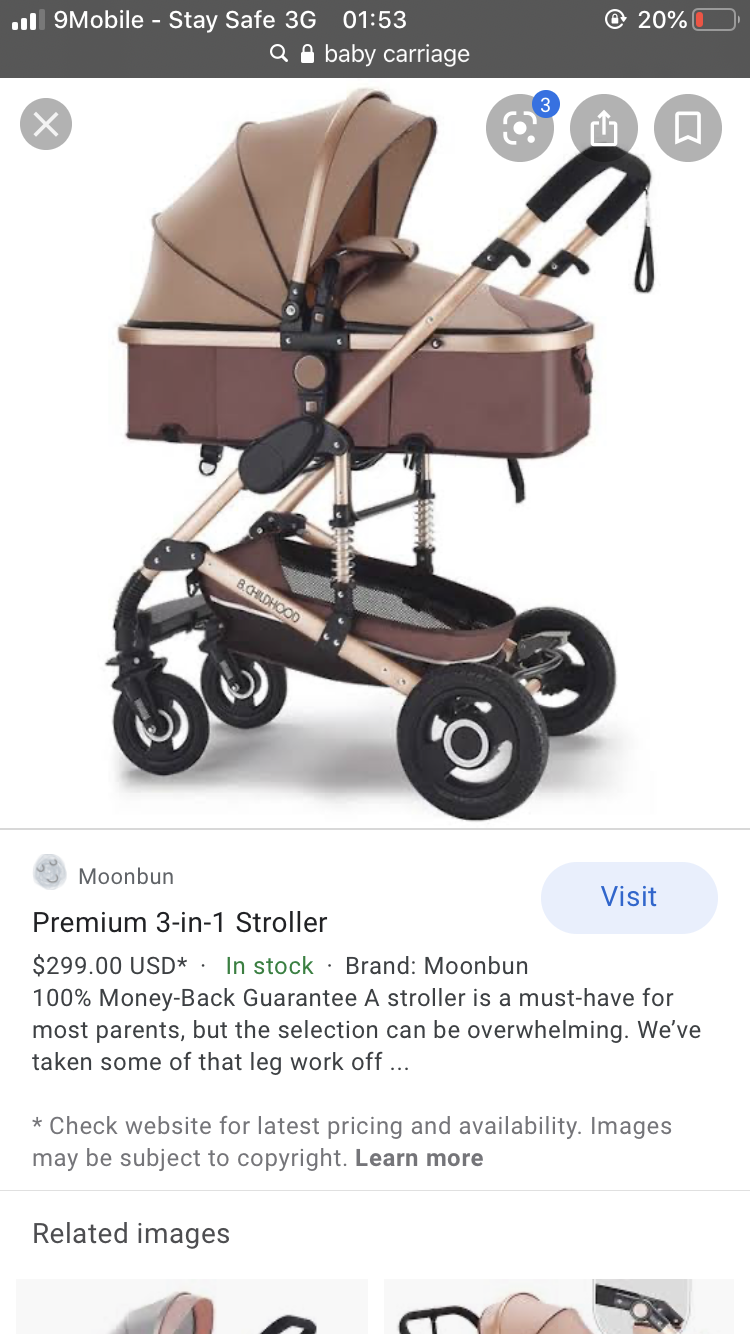 9Mobile - Stay Safe 3G 01:53 20%
baby carriage
3
B.CHILDHOOD
Moonbun
Visit
Premium 3-in-1 Stroller
$299.00 USD* · In stock · Brand: Moonbun
100% Money-Back Guarantee A stroller is a must-have for
most parents, but the selection can be overwhelming. We’ve
taken some of that leg work off ...
* Check website for latest pricing and availability. Images
may be subject to copyright. Learn more
Related images